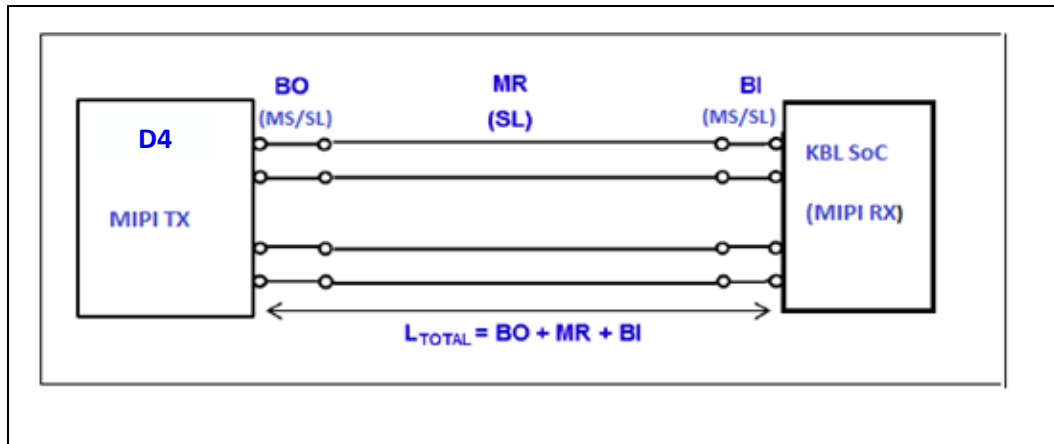 BO MR BI
(MS/SL) (SL) (MS/SL)
D4
MIPI TX
KBL SoC
(MIPI RX)
LTOTAL = BO + MR + BI